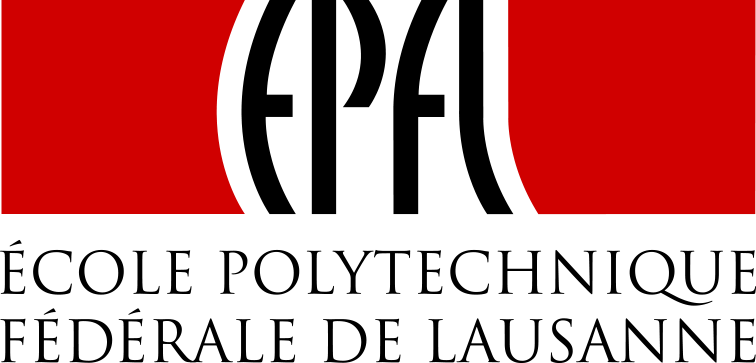 EPFL
ÉCOLE POLYTECHNIQUE
FÉDÉRALE DE LAUSANNE